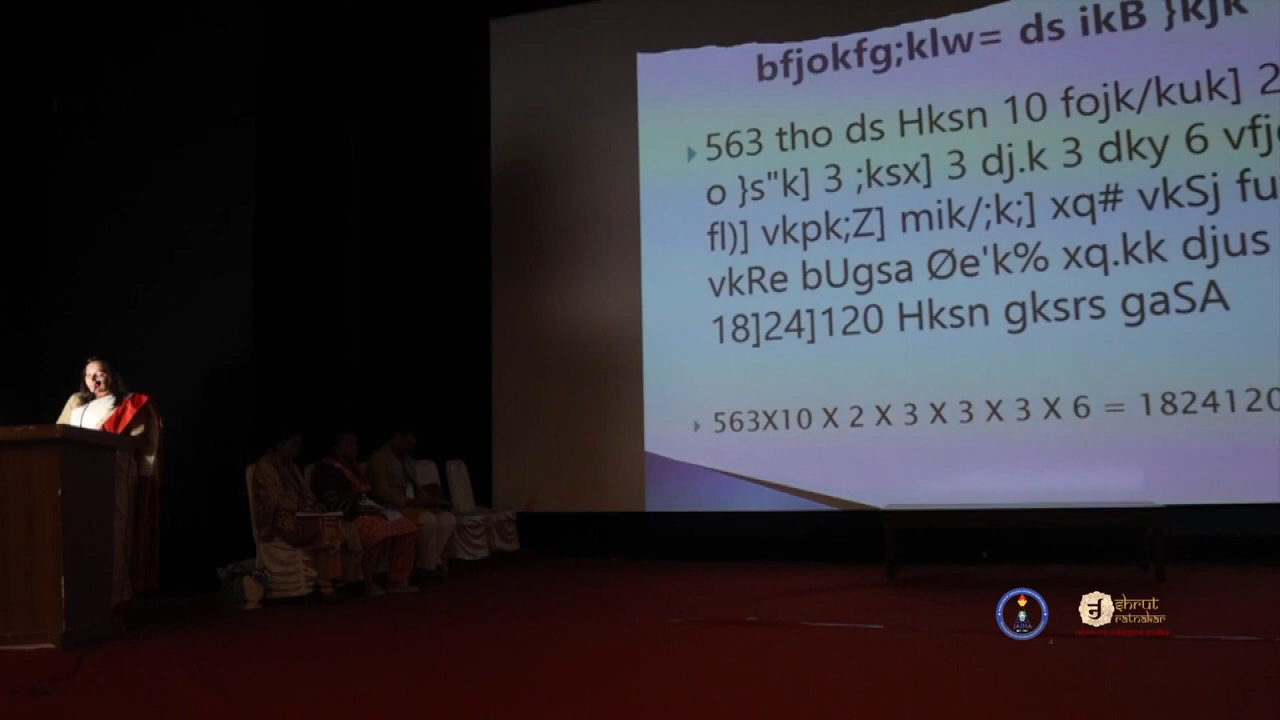 bfjokfg;klw= ds ikB }kjk
563 tho ds Hksn 10 fojk/kuk] 2
o }s"k] 3 ;ksx] 3 dj.k 3 dky 6 vfj
fl)] vkpk;Z] mik/;k;] xq# vkSj fu
vkRe bUgsa Øe'k% xq.kk djus
18]24]120 Hksn gksrs gaSA
563X10 X 2 X 3 X 3 X 3 X 6 = 1824120
JAINA
shrut
ratnakar